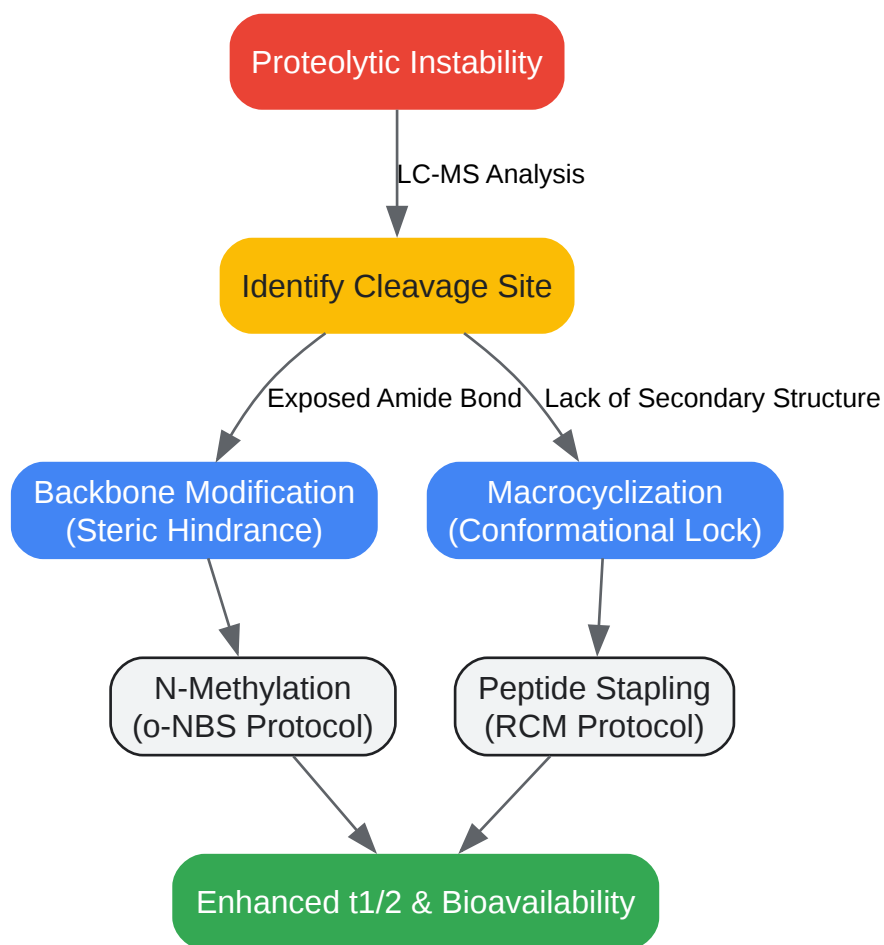 Proteolytic Instability
LC-MS Analysis
Identify Cleavage Site
Exposed Amide Bond
Lack of Secondary Structure
Backbone Modification
(Steric Hindrance)
Macrocyclization
(Conformational Lock)
N-Methylation
(o-NBS Protocol)
Peptide Stapling
(RCM Protocol)
Enhanced t1/2 & Bioavailability